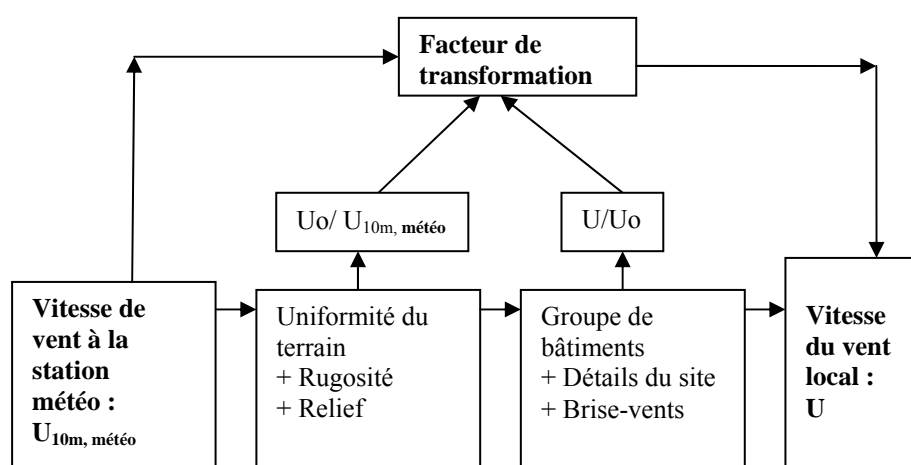 Facteur de
transformation
Uo/ U10m, météo
U/Uo
Vitesse de
vent à la
station
météo :
U10m, météo
Uniformité du
terrain
+ Rugosité
+ Relief
Groupe de
bâtiments
+ Détails du site
+ Brise-vents
Vitesse
du vent
local :
U